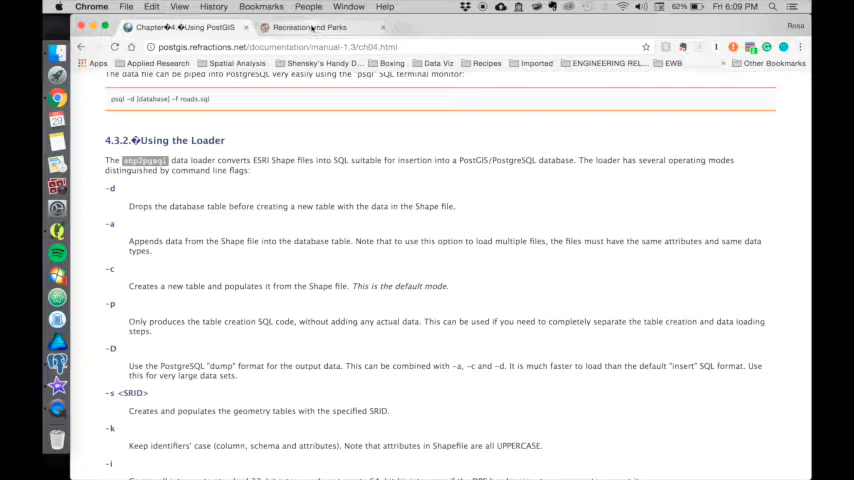 Chrome File Edit View History Bookmarks People Window Help 62% Fri 6:09 PM
Chapter�4.�Using PostGIS Recreation and Parks Rosa
postgis.refractions.net/documentation/manual-1.3/ch04.html
Apps Applied Research Spatial Analysis Shensky's Handy D... Boxing Data Viz Recipes Imported ENGINEERING REL... EWB Other Bookmarks
The data file can be piped into PostgreSQL very easily using the "psql" SQL terminal monitor:
psql -d [database] -f roads.sql
4.3.2.�Using the Loader
The shp2pgsql data loader converts ESRI Shape files into SQL suitable for insertion into a PostGIS/PostgreSQL database. The loader has several operating modes
distinguished by command line flags:
-d
Drops the database table before creating a new table with the data in the Shape file.
-a
Appends data from the Shape file into the database table. Note that to use this option to load multiple files, the files must have the same attributes and same data
types.
-c
Creates a new table and populates it from the Shape file. This is the default mode.
-p
Only produces the table creation SQL code, without adding any actual data. This can be used if you need to completely separate the table creation and data loading
steps.
-D
Use the PostgreSQL "dump" format for the output data. This can be combined with -a, -c and -d. It is much faster to load than the default "insert" SQL format. Use
this for very large data sets.
-s <SRID>
Creates and populates the geometry tables with the specified SRID.
-k
Keep identifiers' case (column, schema and attributes). Note that attributes in Shapefile are all UPPERCASE.
-i